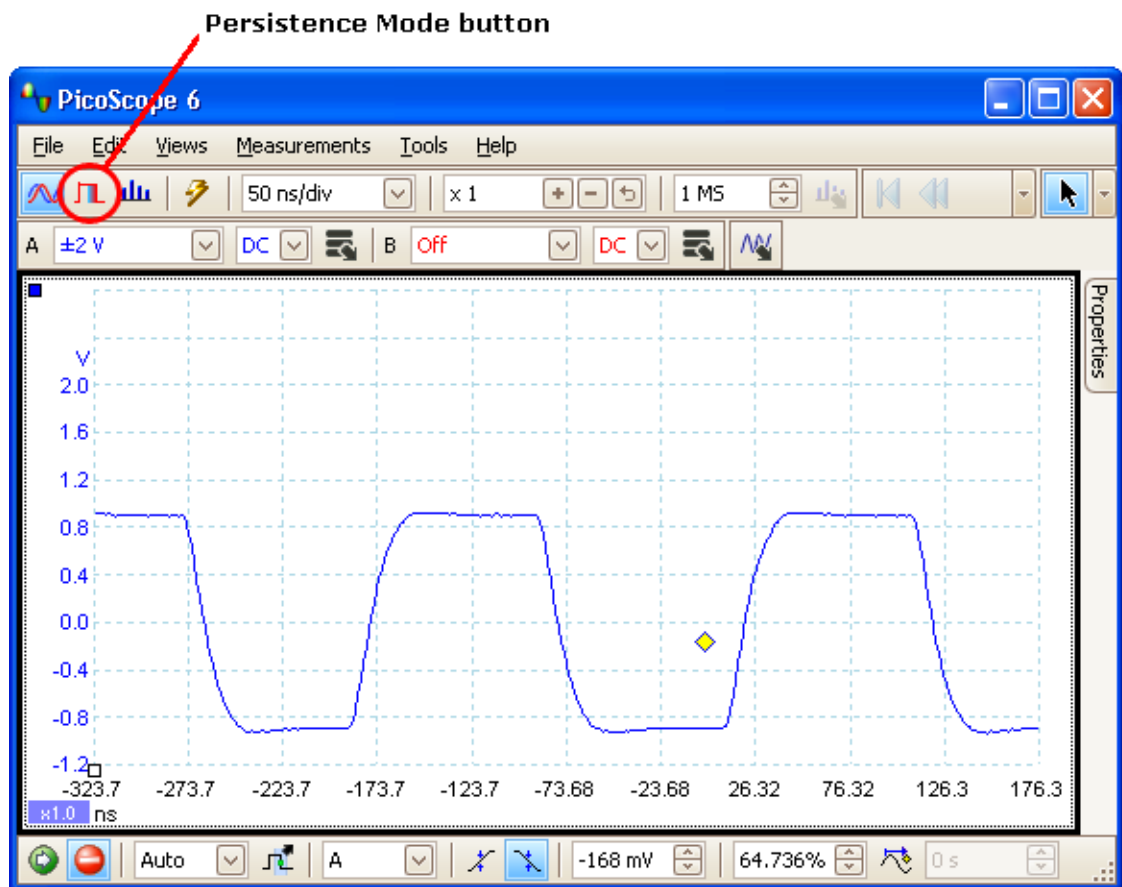 Persistence Mode button
PicoScope 6
File Edit Views Measurements Tools Help
50 ns/div x 1 + - 1 MS
A ±2 V DC B Off DC
Properties
V
2.0
1.6
1.2
0.8
0.4
0.0
-0.4
-0.8
-1.2
-323.7 -273.7 -223.7 -173.7 -123.7 -73.68 -23.68 26.32 76.32 126.3 176.3
x1.0 ns
Auto A -168 mV 64.736% 0 s